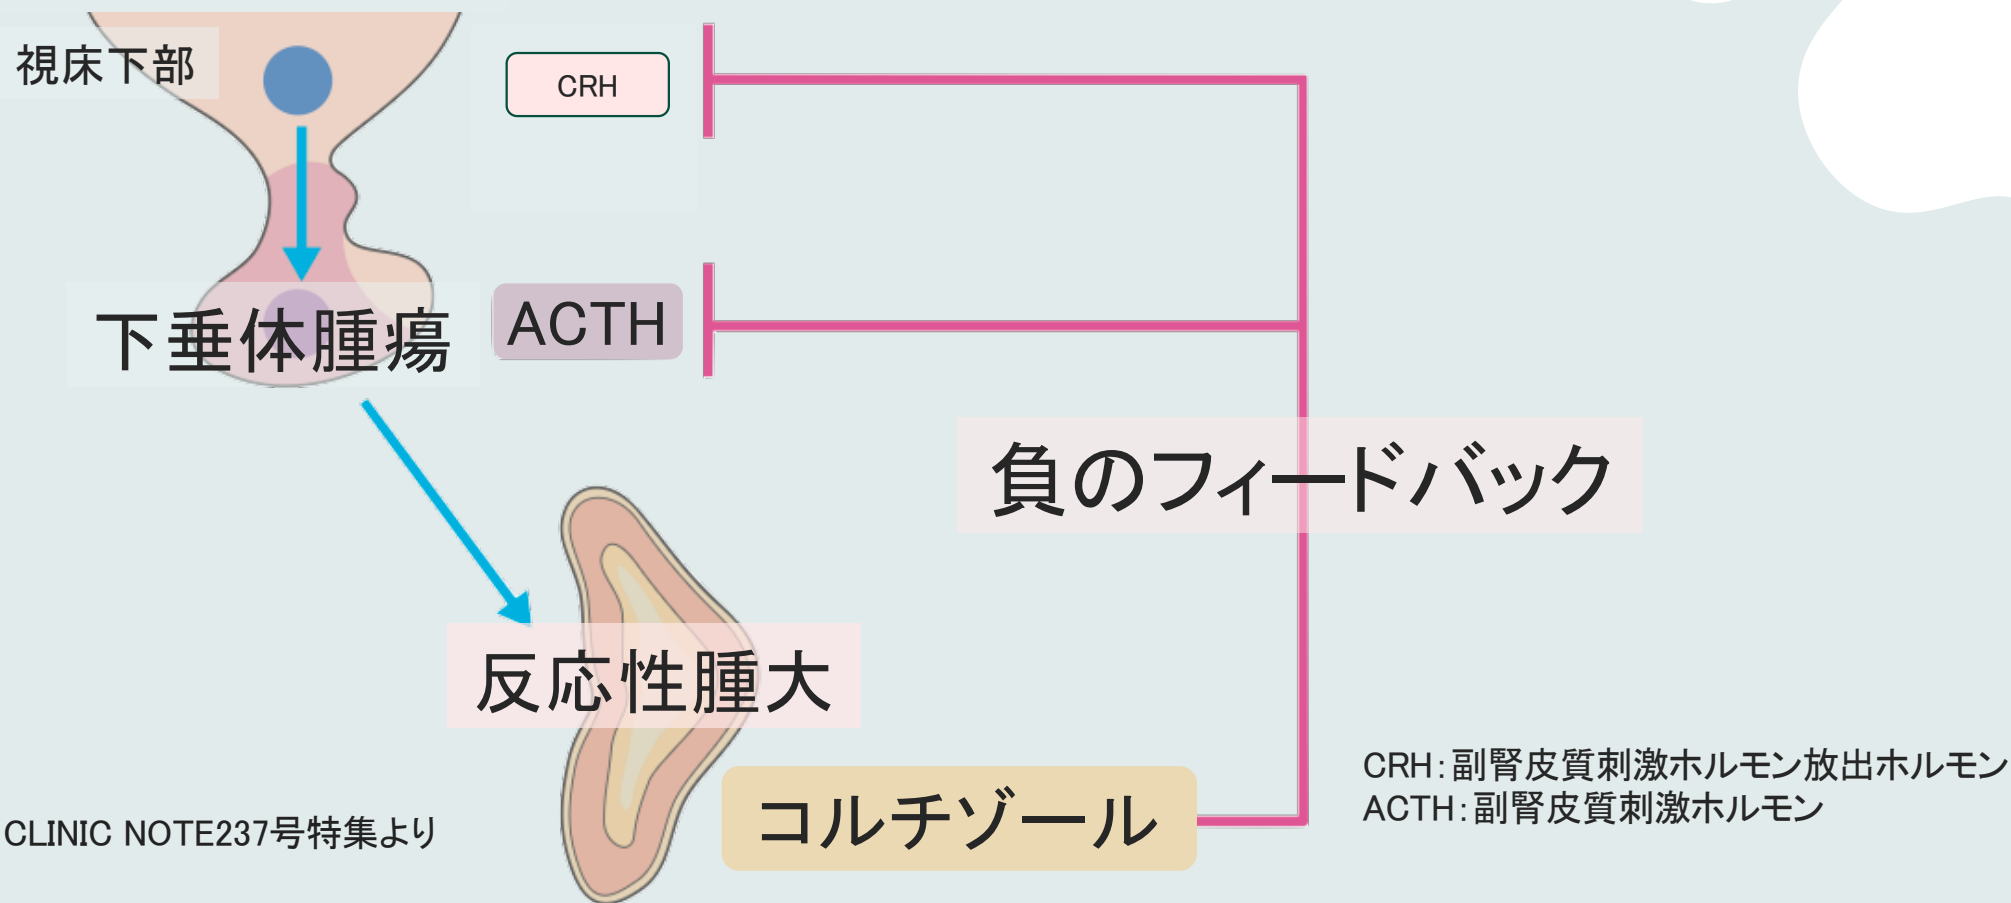 視床下部
CRH
下垂体腫瘍
ACTH
負のフィードバック
反応性腫大
コルチゾール
CRH：副腎皮質刺激ホルモン放出ホルモン
ACTH：副腎皮質刺激ホルモン
CLINIC NOTE237号特集より